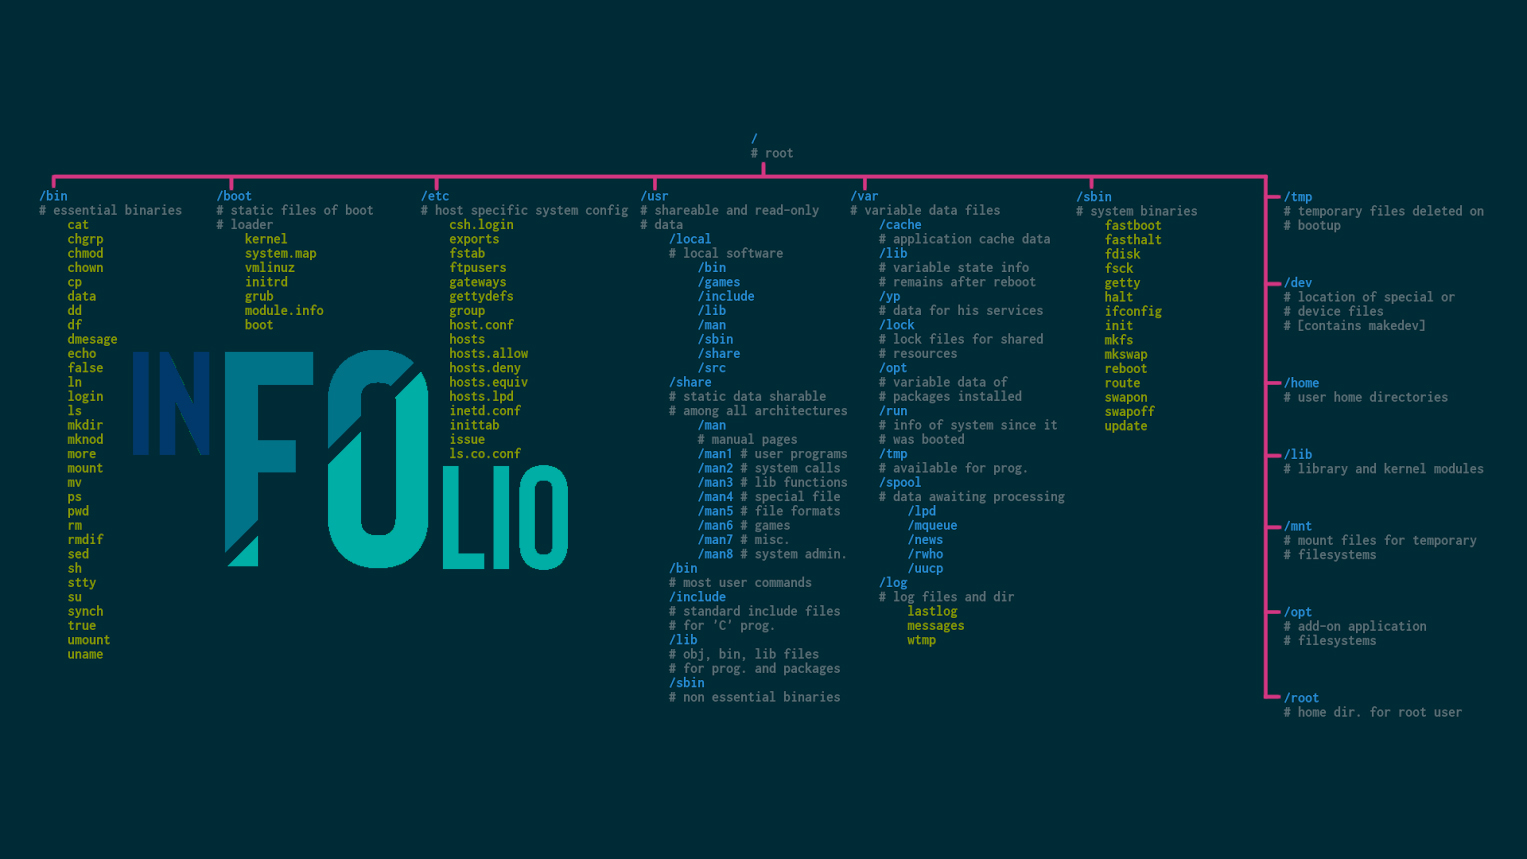 /
# root
/bin
# essential binaries
cat
chgrp
chmod
chown
cp
data
dd
df
dmesage
echo
false
ln
login
ls
mkdir
mknod
more
mount
mv
ps
pwd
rm
rmdif
sed
sh
stty
su
synch
true
umount
uname
/boot
# static files of boot
# loader
kernel
system.map
vmlinuz
initrd
grub
module.info
boot
/etc
# host specific system config
csh.login
exports
fstab
ftpusers
gateways
gettydefs
group
host.conf
hosts
hosts.allow
hosts.deny
hosts.equiv
hosts.lpd
inetd.conf
inittab
issue
ls.co.conf
INFOLIO
/usr
# shareable and read-only
# data
/local
# local software
/bin
/games
/include
/lib
/man
/sbin
/share
/src
/share
# static data sharable
# among all architectures
/man
# manual pages
/man1 # user programs
/man2 # system calls
/man3 # lib functions
/man4 # special file
/man5 # file formats
/man6 # games
/man7 # misc.
/man8 # system admin.
/bin
# most user commands
/include
# standard include files
# for 'C' prog.
/lib
# obj, bin, lib files
# for prog. and packages
/sbin
# non essential binaries
/var
# variable data files
/cache
# application cache data
/lib
# variable state info
# remains after reboot
/yp
# data for his services
/lock
# lock files for shared
# resources
/opt
# variable data of
# packages installed
/run
# info of system since it
# was booted
/tmp
# available for prog.
/spool
# data awaiting processing
/lpd
/mqueue
/news
/rwho
/uucp
/log
# log files and dir
lastlog
messages
wtmp
/sbin
# system binaries
fastboot
fasthalt
fdisk
fsck
getty
halt
ifconfig
init
mkfs
mkswap
reboot
route
swapon
swapoff
update
/tmp
# temporary files deleted on
# bootup
/dev
# location of special or
# device files
# [contains makedev]
/home
# user home directories
/lib
# library and kernel modules
/mnt
# mount files for temporary
# filesystems
/opt
# add-on application
# filesystems
/root
# home dir. for root user